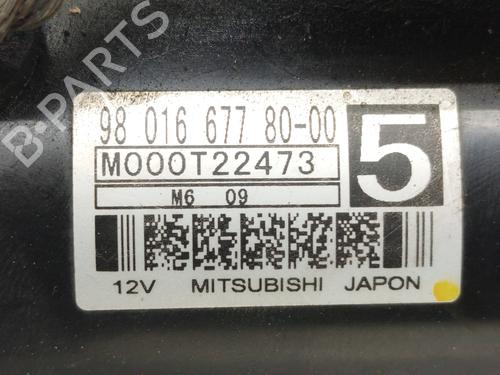 98 016 677 80-00
M000T22473
5
M6 09
12V MITSUBISHI JAPON
B-PARTS